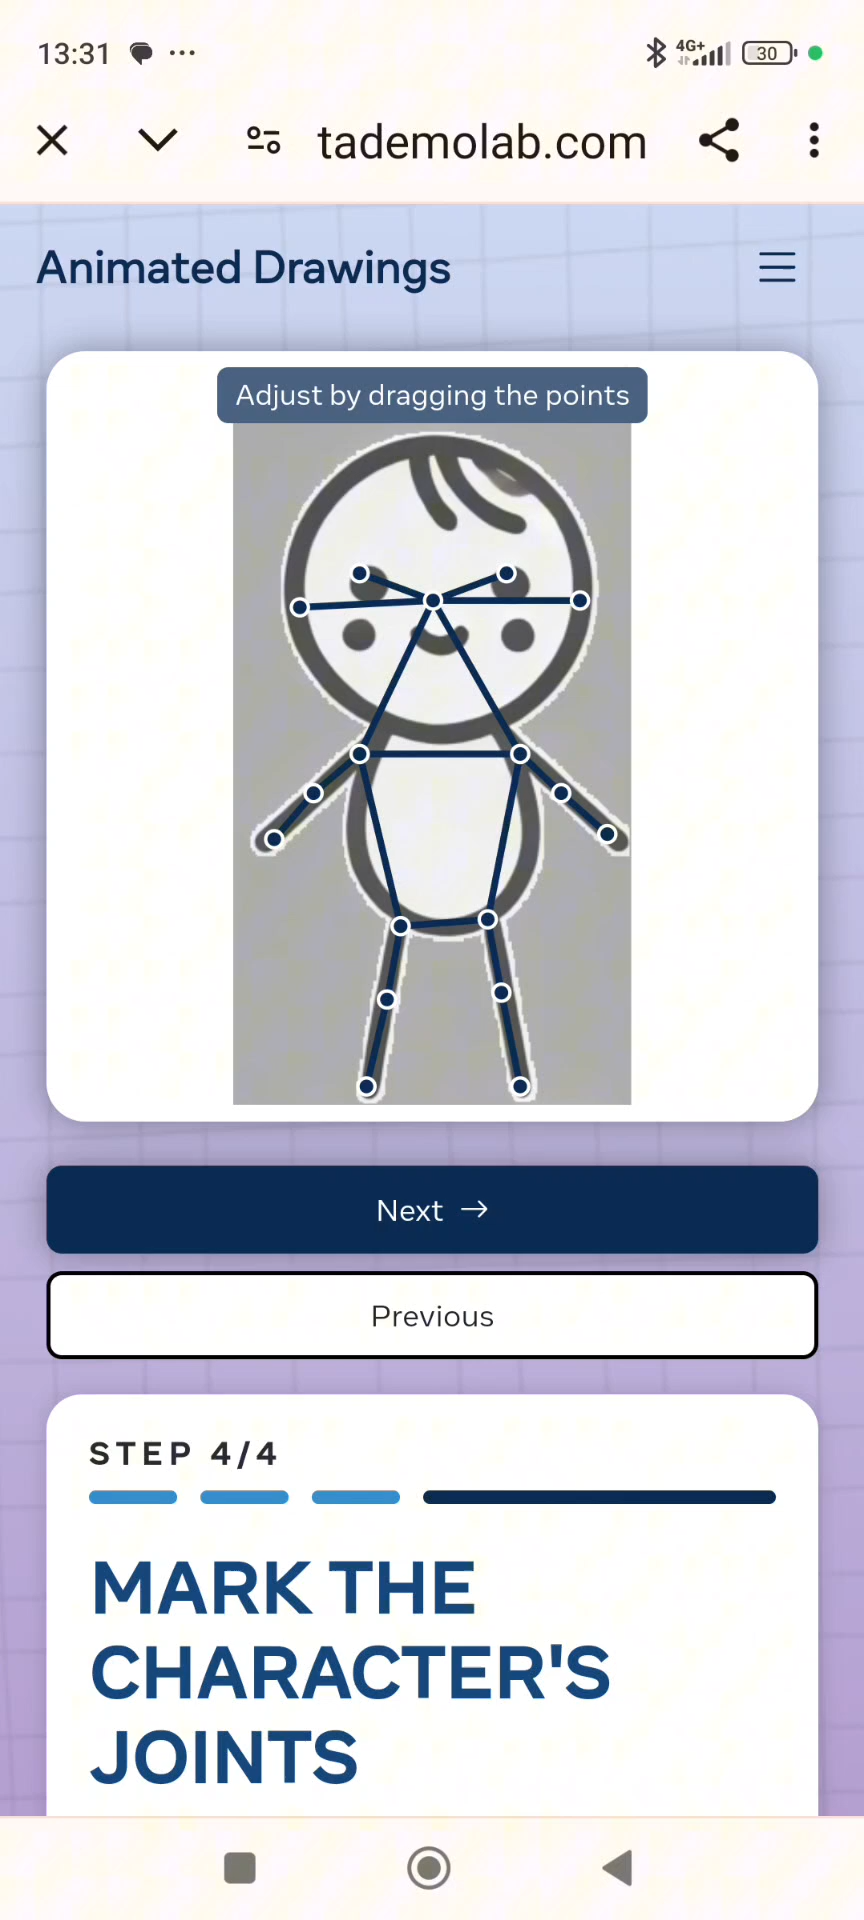 13:31
4G+
30
tademolab.com
Animated Drawings
Adjust by dragging the points
Next →
Previous
STEP 4/4
MARK THE
CHARACTER'S
JOINTS